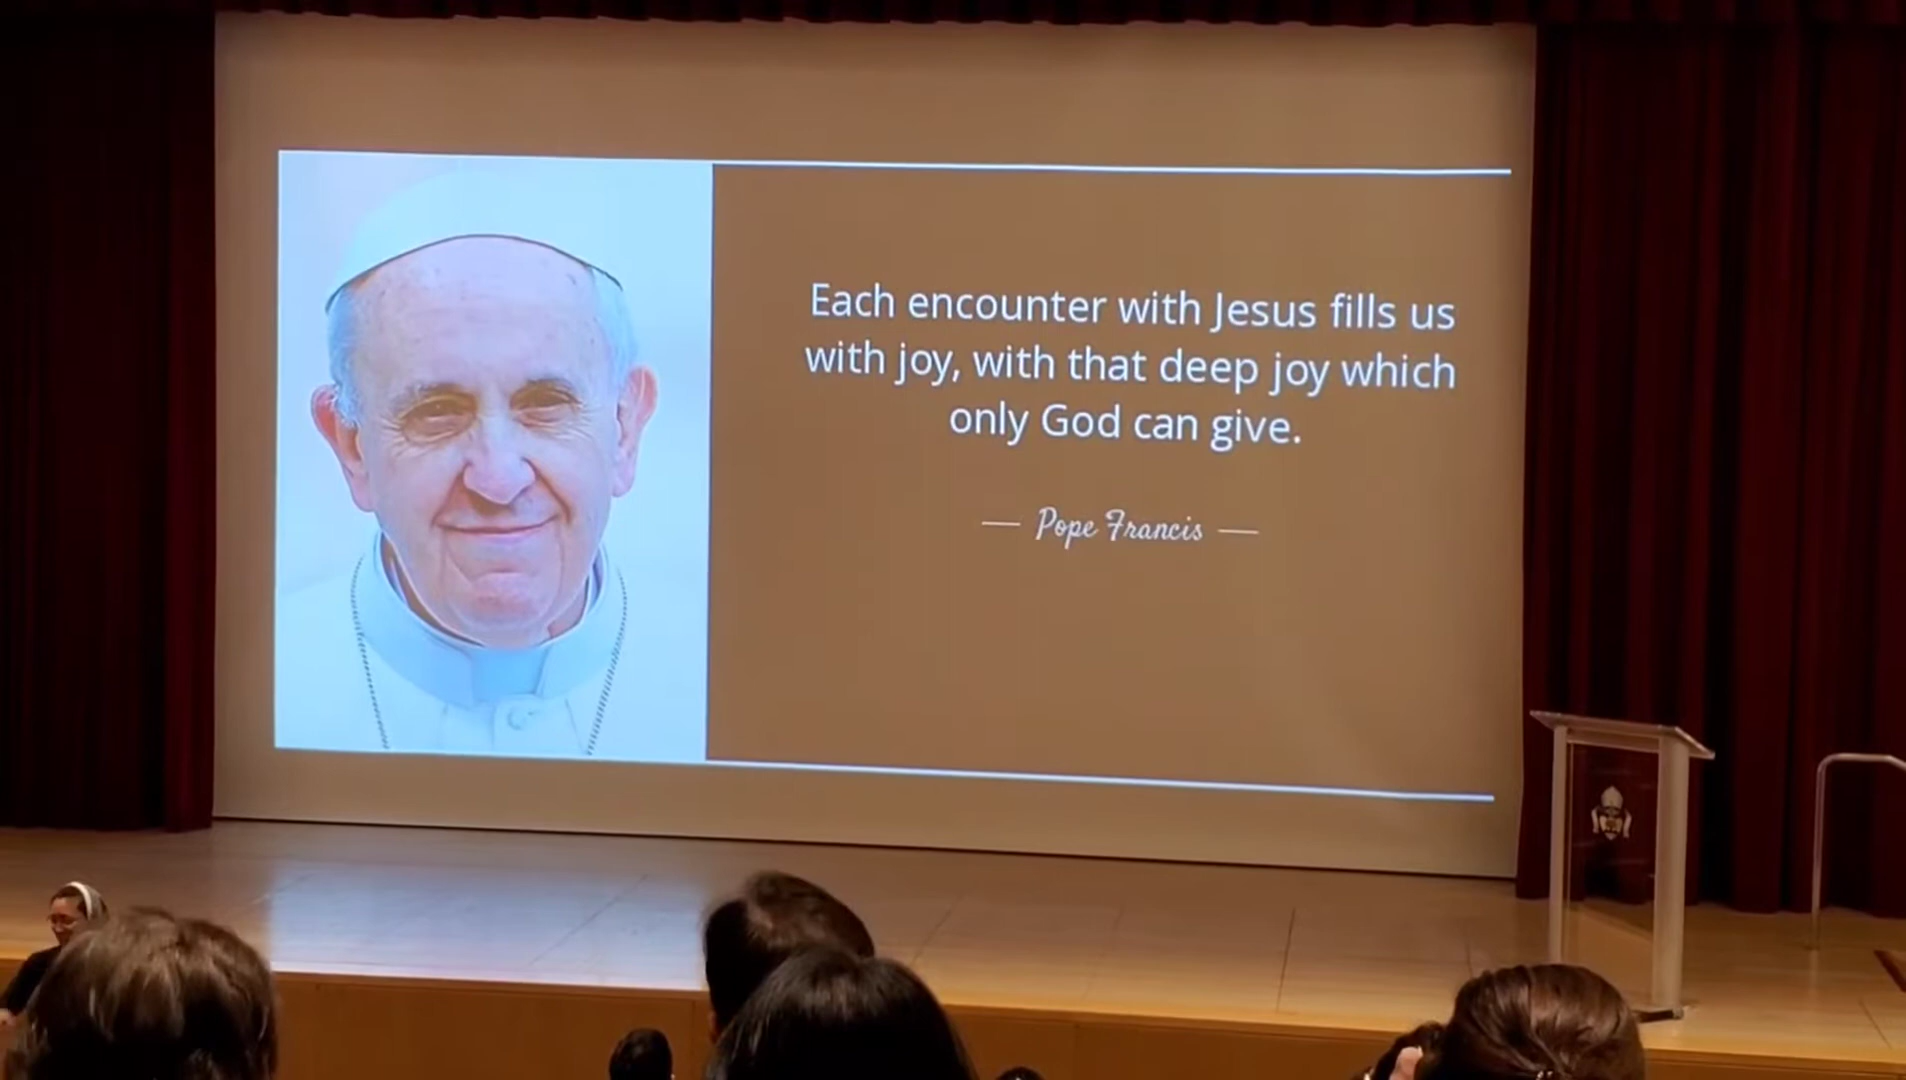 Each encounter with Jesus fills us
with joy, with that deep joy which
only God can give.
— Pope Francis —